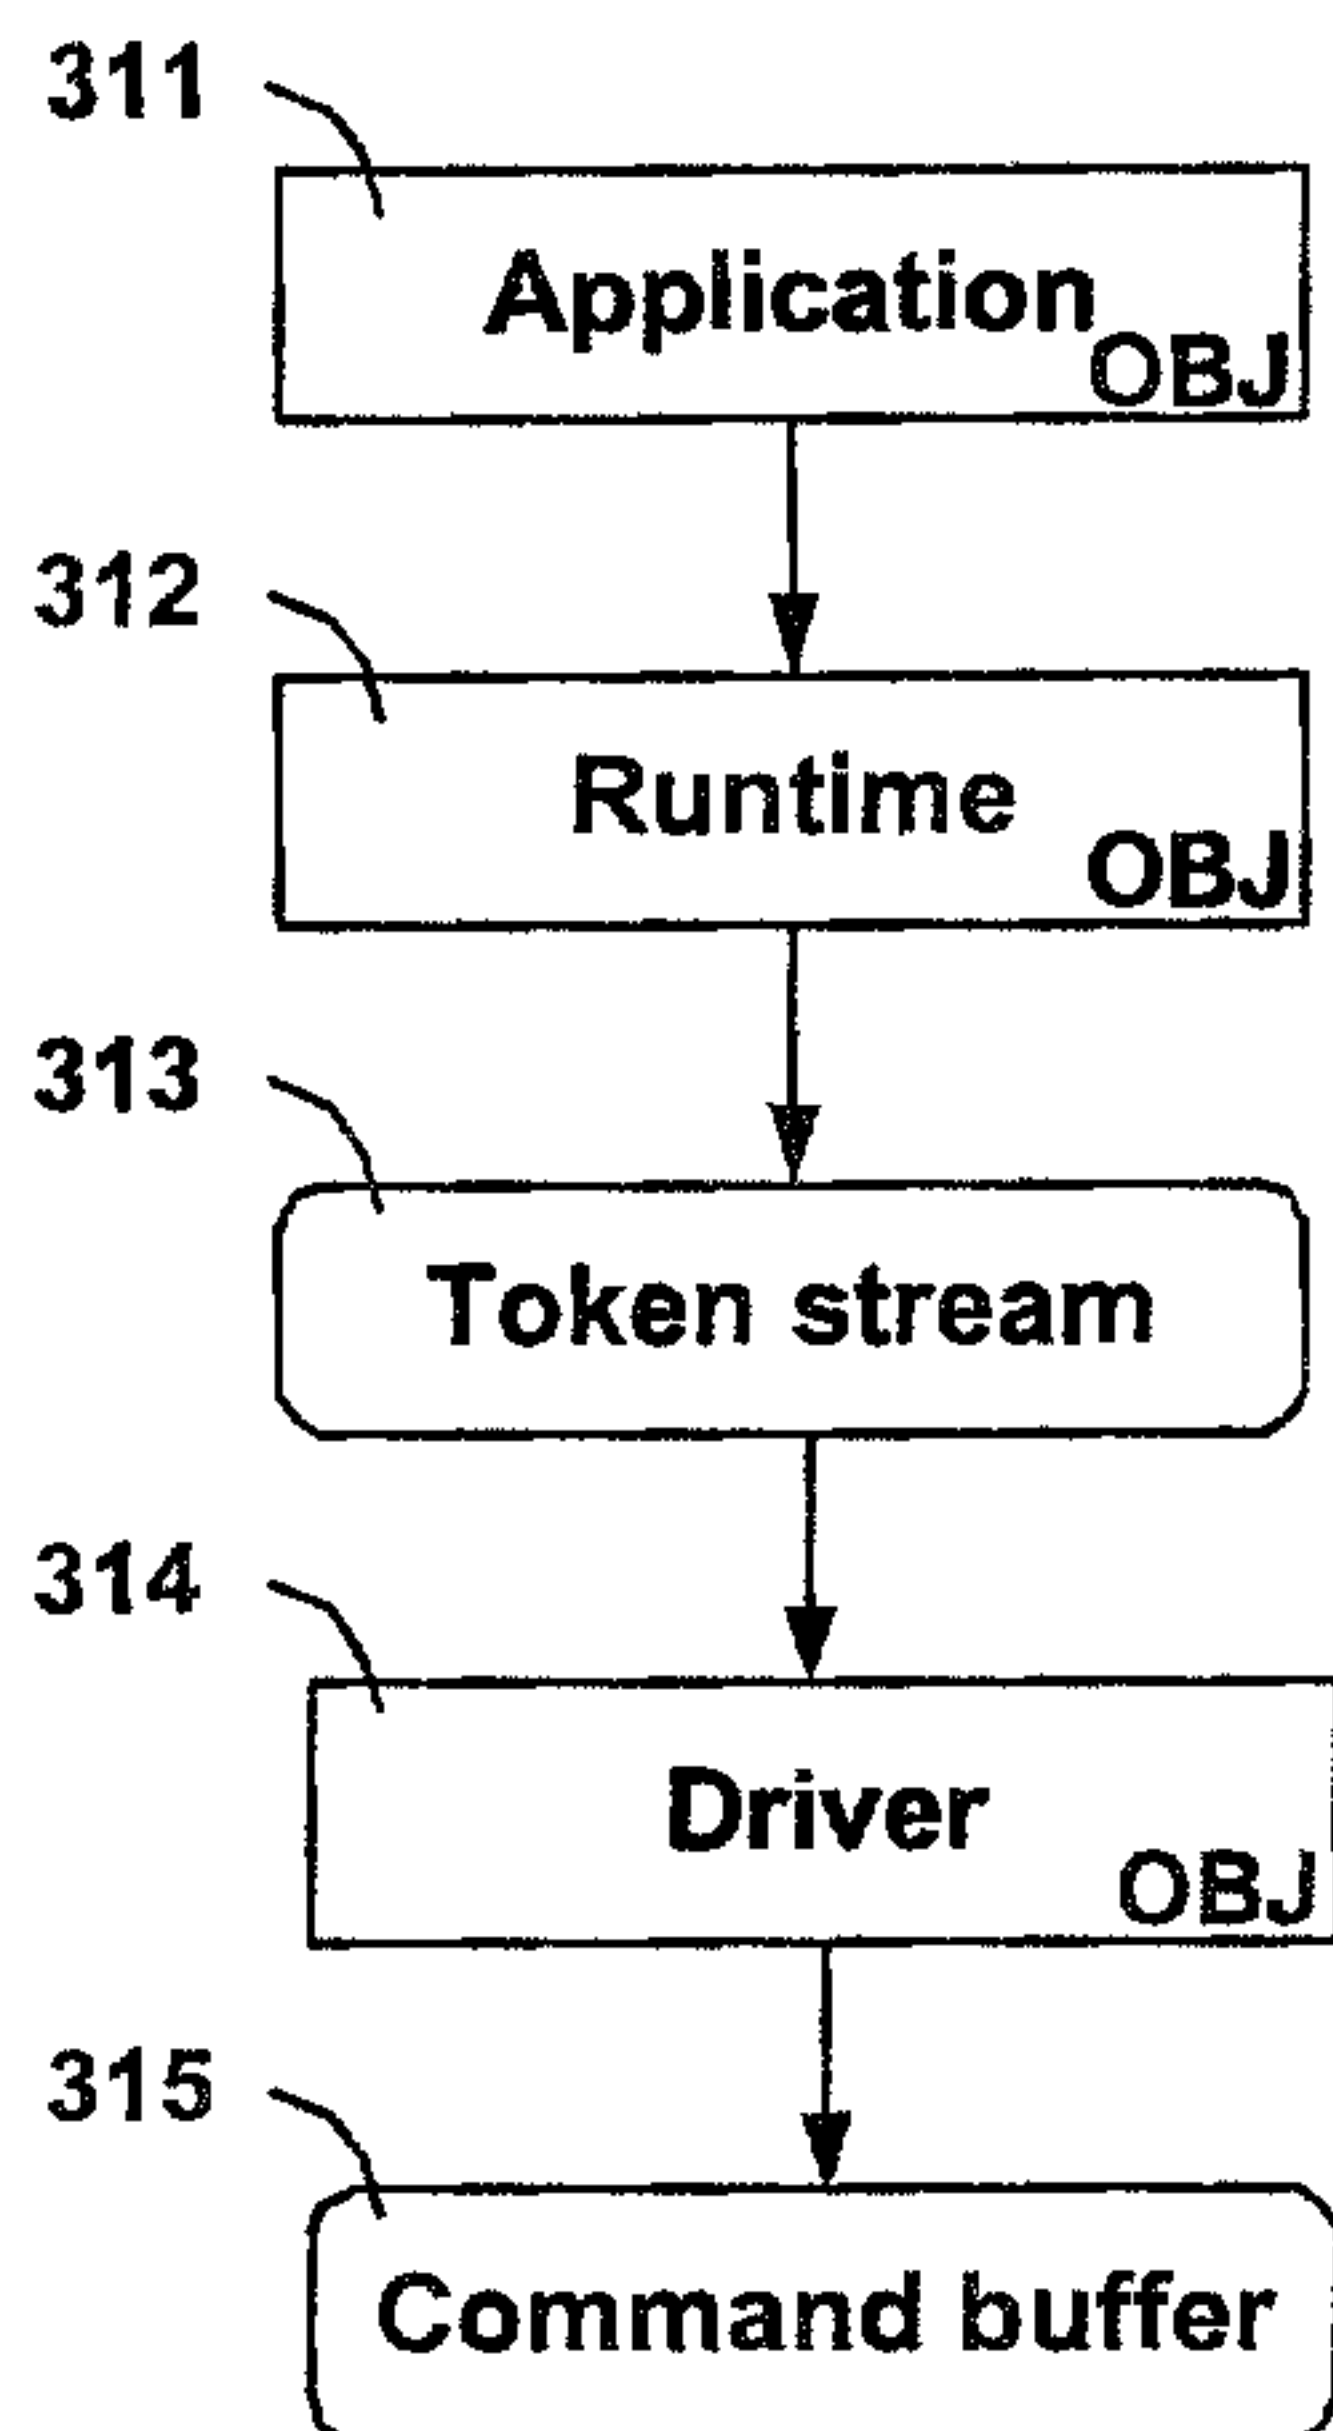 311
Application
OBJ
312
Runtime
OBJ
313
Token stream
314
Driver
OBJ
315
Command buffer